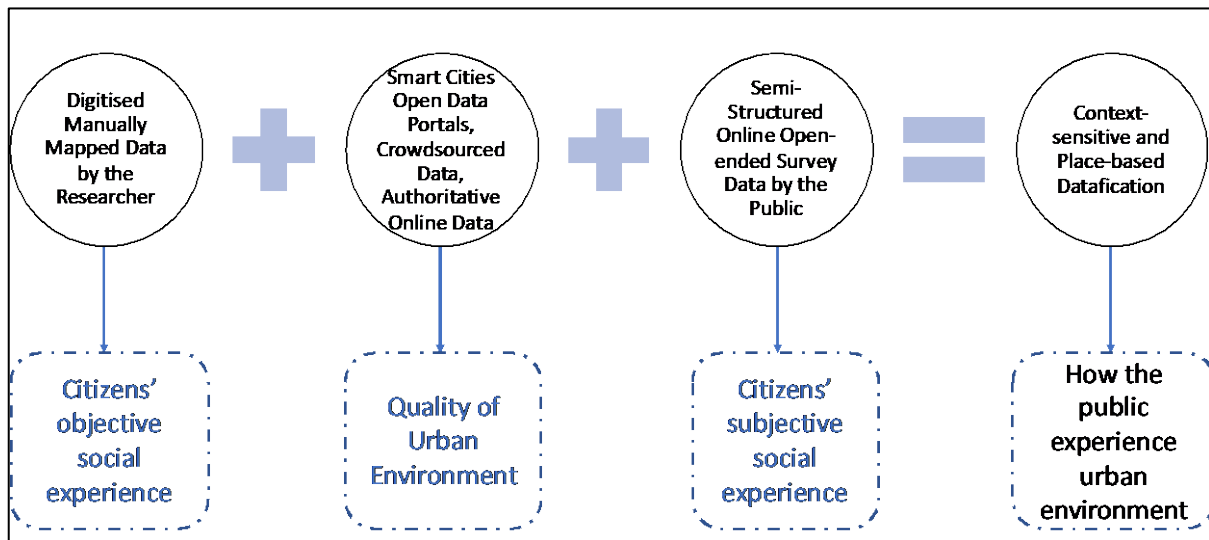 Digitised
Manually
Mapped Data
by the
Researcher
Smart Cities
Open Data
Portals,
Crowdsourced
Data,
Authoritative
Online Data
Semi-
Structured
Online Open-
ended Survey
Data by the
Public
Context-
sensitive and
Place-based
Datafication
Citizens’
objective
social
experience
Quality of
Urban
Environment
Citizens’
subjective
social
experience
How the
public
experience
urban
environment